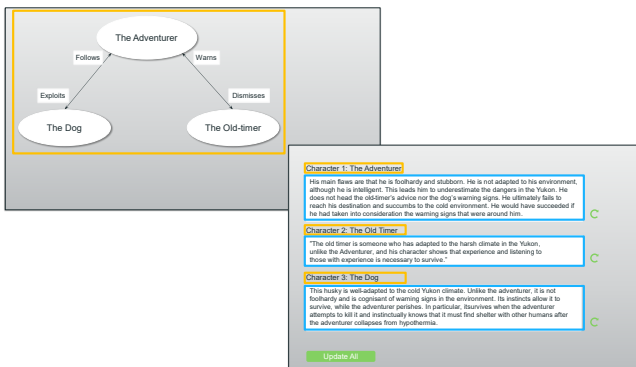 The Adventurer
Follows
Warns
Exploits
Dismisses
The Dog
The Old-timer
Character 1: The Adventurer
His main flaws are that he is foolhardy and stubborn. He is not adapted to his environment,
although he is intelligent. This leads him to underestimate the dangers in the Yukon. He
does not head the old-timer's advice nor the dog's warning signs. He ultimately fails to
reach his destination and succumbs to the cold environment. He would have succeeded if
he had taken into consideration the warning signs that were around him.
Character 2: The Old Timer
"The old timer is someone who has adapted to the harsh climate in the Yukon,
unlike the Adventurer, and his character shows that experience and listening to
those with experience is necessary to survive."
Character 3: The Dog
This husky is well-adapted to the cold Yukon climate. Unlike the adventurer, it is not
foolhardy and is cognisant of warning signs in the environment. Its instincts allow it to
survive, while the adventurer perishes. In particular, itsurvives when the adventurer
attempts to kill it and instinctually knows that it must find shelter with other humans after
the adventurer collapses from hypothermia.
Update All